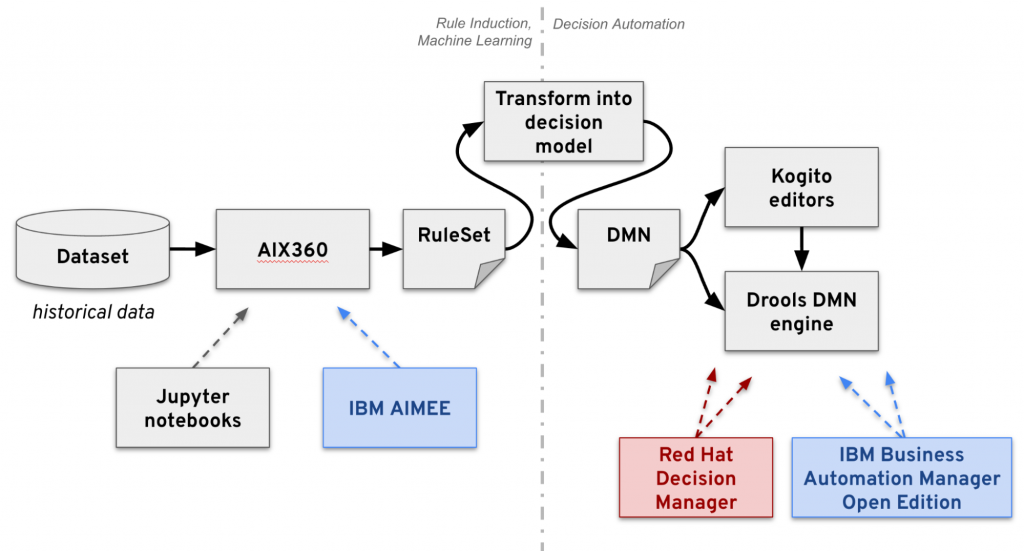 Rule Induction,
Machine Learning
Decision Automation
Transform into
decision
model
Kogito
editors
Dataset
AIX360
RuleSet
DMN
Drools DMN
engine
historical data
Jupyter
notebooks
IBM AIMEE
Red Hat
Decision
Manager
IBM Business
Automation Manager
Open Edition